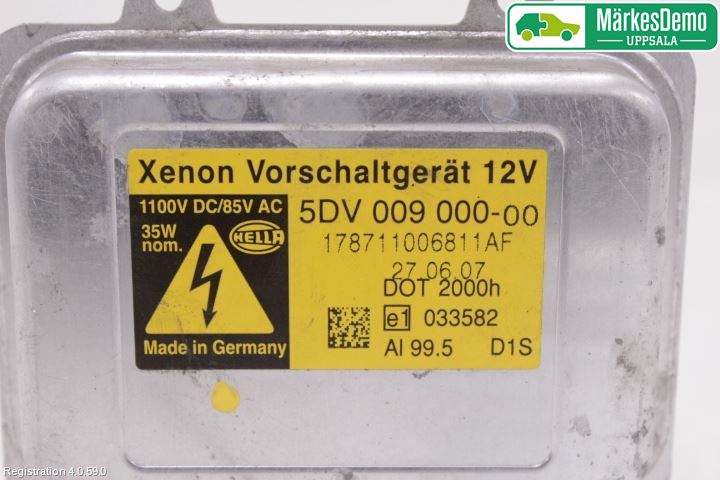 MärkesDemo
UPPSALA
Xenon Vorschaltgerät 12V
1100V DC/85V AC
35W
nom.
HELLA
Made in Germany
5DV 009 000-00
178711006811AF
27.06.07
DOT 2000h
e1 033582
Al 99.5 D1S
Registration 4.0.59.0